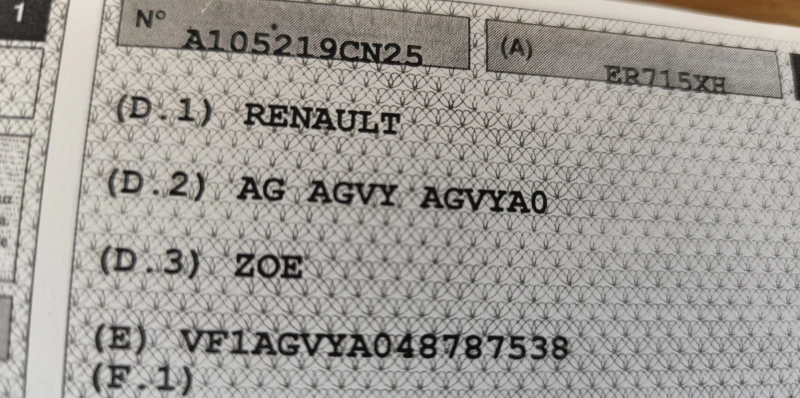 1
N° A105219CN25 (A) ER715XH
(D.1) RENAULT
(D.2) AG AGVY AGVYA0
(D.3) ZOE
(E) VF1AGVYA048787538
(F.1)